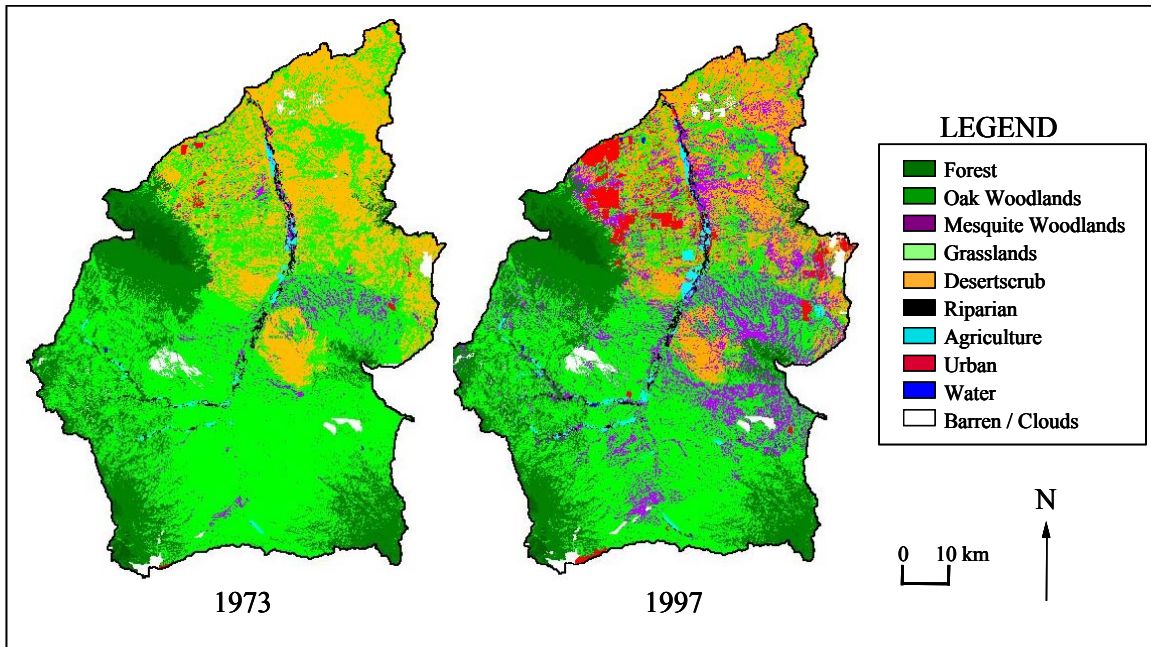 LEGEND
Forest
Oak Woodlands
Mesquite Woodlands
Grasslands
Desertscrub
Riparian
Agriculture
Urban
Water
Barren / Clouds
N
0 10 km
1973
1997